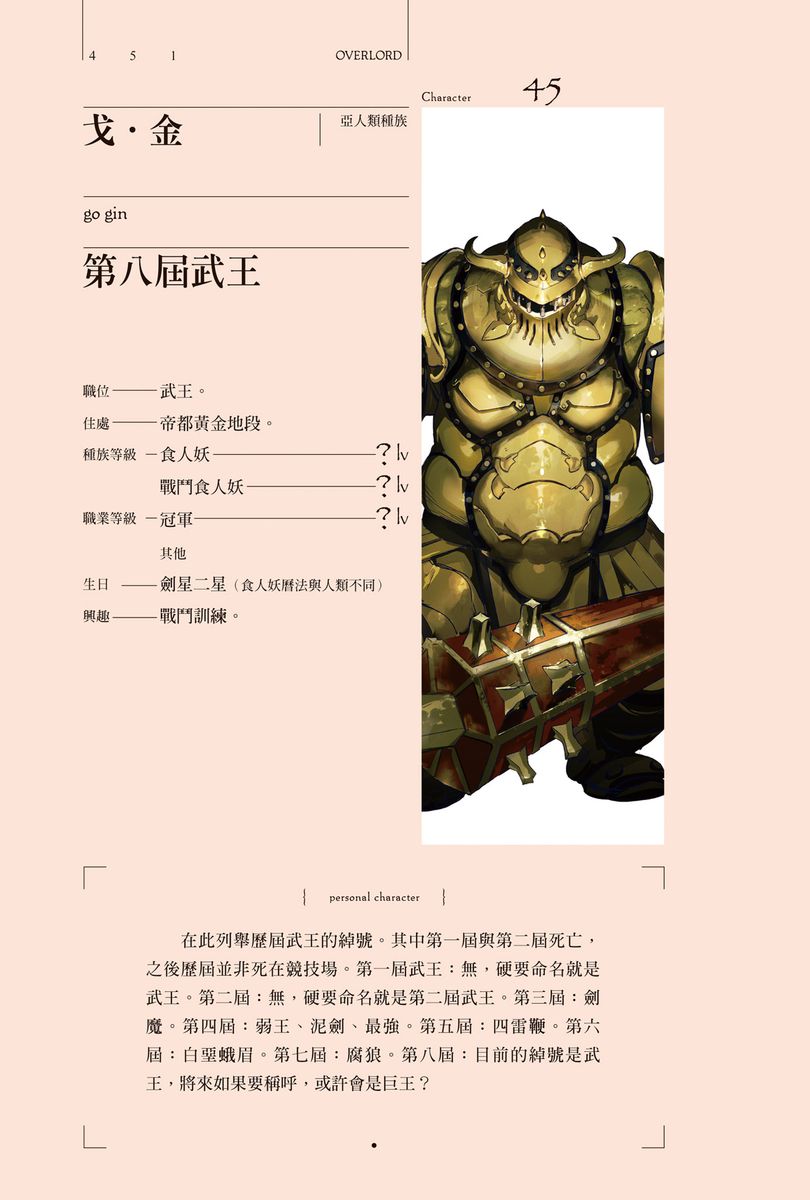 4 5 1
OVERLORD
Character 45
戈・金
亞人類種族
go gin
第八屆武王
職位 武王。
住處 帝都黃金地段。
種族等級 食人妖 ? lv
戰鬥食人妖 ? lv
職業等級 冠軍 ? lv
其他
生日 劍星二星（食人妖曆法與人類不同）
興趣 戰鬥訓練。
personal character
在此列舉歷屆武王的綽號。其中第一屆與第二屆死亡，
之後歷屆並非死在競技場。第一屆武王：無，硬要命名就是
武王。第二屆：無，硬要命名就是第二屆武王。第三屆：劍
魔。第四屆：弱王、泥劍、最強。第五屆：四雷鞭。第六
屆：白堊蛾眉。第七屆：腐狼。第八屆：目前的綽號是武
王，將來如果要稱呼，或許會是巨王？